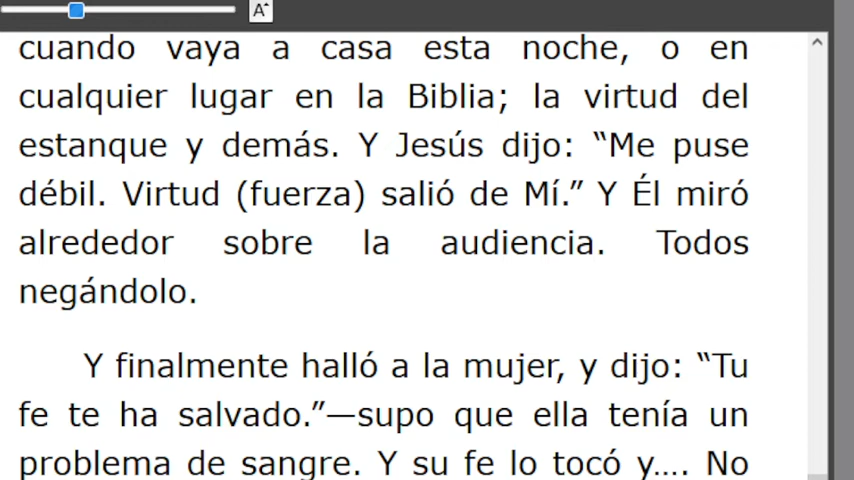 A
cuando vaya a casa esta noche, o en
cualquier lugar en la Biblia; la virtud del
estanque y demás. Y Jesús dijo: “Me puse
débil. Virtud (fuerza) salió de Mí.” Y Él miró
alrededor sobre la audiencia. Todos
negándolo.
Y finalmente halló a la mujer, y dijo: “Tu
fe te ha salvado.”—supo que ella tenía un
problema de sangre. Y su fe lo tocó y.... No